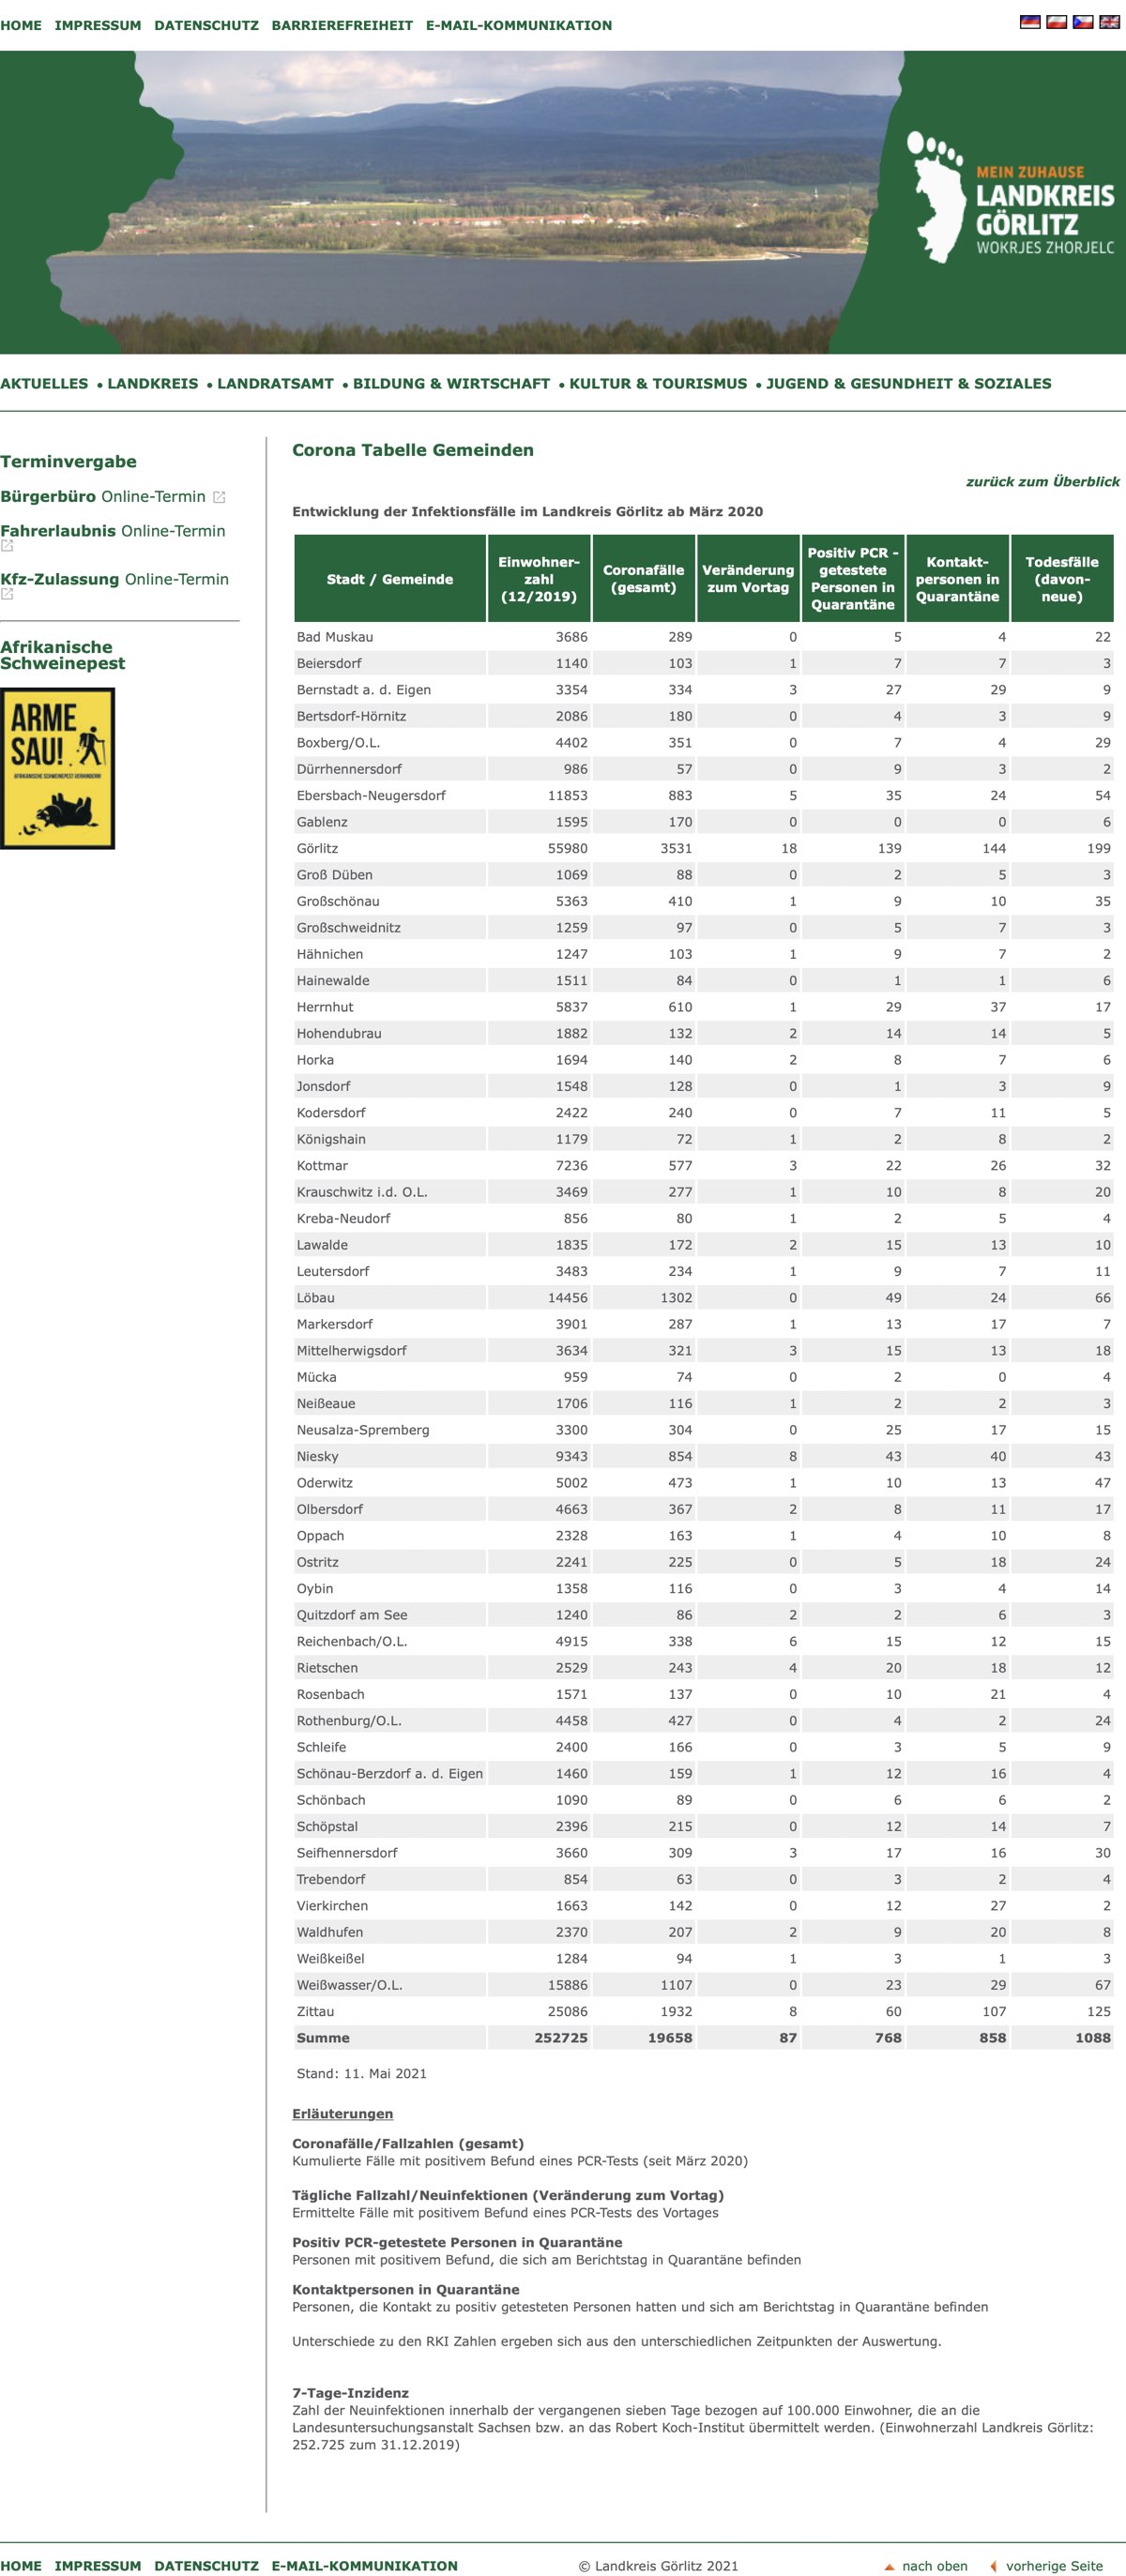 HOME IMPRESSUM DATENSCHUTZ BARRIEREFREIHEIT E-MAIL-KOMMUNIKATION
MEIN ZUHAUSE
LANDKREIS
GÖRLITZ
WOKRJES ZHORJELC
AKTUELLES • LANDKREIS • LANDRATSAMT • BILDUNG & WIRTSCHAFT • KULTUR & TOURISMUS • JUGEND & GESUNDHEIT & SOZIALES
Terminvergabe
Bürgerbüro Online-Termin
Fahrerlaubnis Online-Termin
Kfz-Zulassung Online-Termin
Afrikanische
Schweinepest
ARME
SAU!
AFRIKANISCHE SCHWEINEPEST VERHINDERN!
Corona Tabelle Gemeinden
zurück zum Überblick
Entwicklung der Infektionsfälle im Landkreis Görlitz ab März 2020
Stadt / Gemeinde
Einwohner-
zahl
(12/2019)
Coronafälle
(gesamt)
Veränderung
zum Vortag
Positiv PCR -
getestete
Personen in
Quarantäne
Kontakt-
personen in
Quarantäne
Todesfälle
(davon-
neue)
Bad Muskau 3686 289 0 5 4 22
Beiersdorf 1140 103 1 7 7 3
Bernstadt a. d. Eigen 3354 334 3 27 29 9
Bertsdorf-Hörnitz 2086 180 0 4 3 9
Boxberg/O.L. 4402 351 0 7 4 29
Dürrhennersdorf 986 57 0 9 3 2
Ebersbach-Neugersdorf 11853 883 5 35 24 54
Gablenz 1595 170 0 0 0 6
Görlitz 55980 3531 18 139 144 199
Groß Düben 1069 88 0 2 5 3
Großschönau 5363 410 1 9 10 35
Großschweidnitz 1259 97 0 5 7 3
Hähnichen 1247 103 1 9 7 2
Hainewalde 1511 84 0 1 1 6
Herrnhut 5837 610 1 29 37 17
Hohendubrau 1882 132 2 14 14 5
Horka 1694 140 2 8 7 6
Jonsdorf 1548 128 0 1 3 9
Kodersdorf 2422 240 0 7 11 5
Königshain 1179 72 1 2 8 2
Kottmar 7236 577 3 22 26 32
Krauschwitz i.d. O.L. 3469 277 1 10 8 20
Kreba-Neudorf 856 80 1 2 5 4
Lawalde 1835 172 2 15 13 10
Leutersdorf 3483 234 1 9 7 11
Löbau 14456 1302 0 49 24 66
Markersdorf 3901 287 1 13 17 7
Mittelherwigsdorf 3634 321 3 15 13 18
Mücka 959 74 0 2 0 4
Neißeaue 1706 116 1 2 2 3
Neusalza-Spremberg 3300 304 0 25 17 15
Niesky 9343 854 8 43 40 43
Oderwitz 5002 473 1 10 13 47
Olbersdorf 4663 367 2 8 11 17
Oppach 2328 163 1 4 10 8
Ostritz 2241 225 0 5 18 24
Oybin 1358 116 0 3 4 14
Quitzdorf am See 1240 86 2 2 6 3
Reichenbach/O.L. 4915 338 6 15 12 15
Rietschen 2529 243 4 20 18 12
Rosenbach 1571 137 0 10 21 4
Rothenburg/O.L. 4458 427 0 4 2 24
Schleife 2400 166 0 3 5 9
Schönau-Berzdorf a. d. Eigen 1460 159 1 12 16 4
Schönbach 1090 89 0 6 6 2
Schöpstal 2396 215 0 12 14 7
Seifhennersdorf 3660 309 3 17 16 30
Trebendorf 854 63 0 3 2 4
Vierkirchen 1663 142 0 12 27 2
Waldhufen 2370 207 2 9 20 8
Weißkeißel 1284 94 1 3 1 3
Weißwasser/O.L. 15886 1107 0 23 29 67
Zittau 25086 1932 8 60 107 125
Summe 252725 19658 87 768 858 1088
Stand: 11. Mai 2021
Erläuterungen
Coronafälle/Fallzahlen (gesamt)
Kumulierte Fälle mit positivem Befund eines PCR-Tests (seit März 2020)
Tägliche Fallzahl/Neuinfektionen (Veränderung zum Vortag)
Ermittelte Fälle mit positivem Befund eines PCR-Tests des Vortages
Positiv PCR-getestete Personen in Quarantäne
Personen mit positivem Befund, die sich am Berichtstag in Quarantäne befinden
Kontaktpersonen in Quarantäne
Personen, die Kontakt zu positiv getesteten Personen hatten und sich am Berichtstag in Quarantäne befinden
Unterschiede zu den RKI Zahlen ergeben sich aus den unterschiedlichen Zeitpunkten der Auswertung.
7-Tage-Inzidenz
Zahl der Neuinfektionen innerhalb der vergangenen sieben Tage bezogen auf 100.000 Einwohner, die an die
Landesuntersuchungsanstalt Sachsen bzw. an das Robert Koch-Institut übermittelt werden. (Einwohnerzahl Landkreis Görlitz:
252.725 zum 31.12.2019)
HOME IMPRESSUM DATENSCHUTZ E-MAIL-KOMMUNIKATION
© Landkreis Görlitz 2021
nach oben vorherige Seite